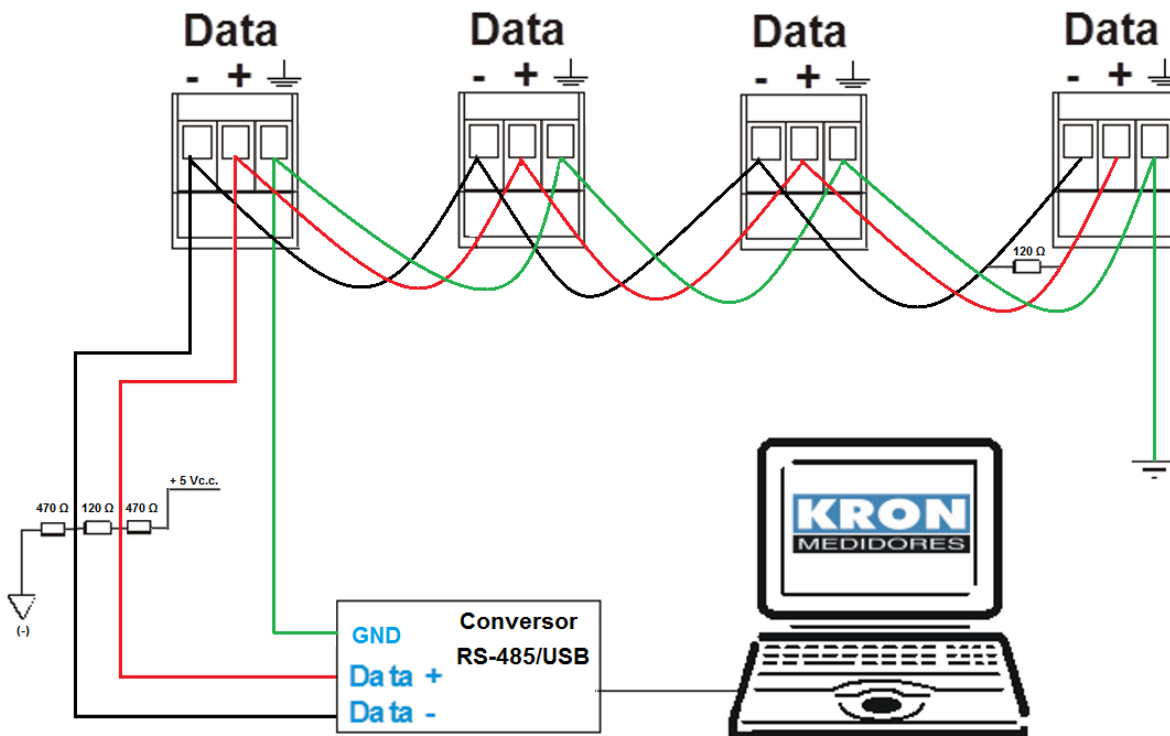 Data Data Data Data
- + - + - + - +
120 Ω
+ 5 Vc.c.
470 Ω 120 Ω 470 Ω
(-)
KRON
MEDIDORES
Conversor
RS-485/USB
GND
Data +
Data -